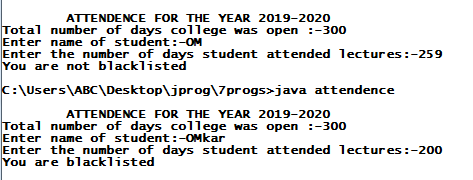 ATTENDENCE FOR THE YEAR 2019-2020
Total number of days college was open :-300
Enter name of student:-OM
Enter the number of days student attended lectures:-259
You are not blacklisted
C:\Users\ABC\Desktop\jprog\7progs>java attendence
ATTENDENCE FOR THE YEAR 2019-2020
Total number of days college was open :-300
Enter name of student:-OMkar
Enter the number of days student attended lectures:-200
You are blacklisted